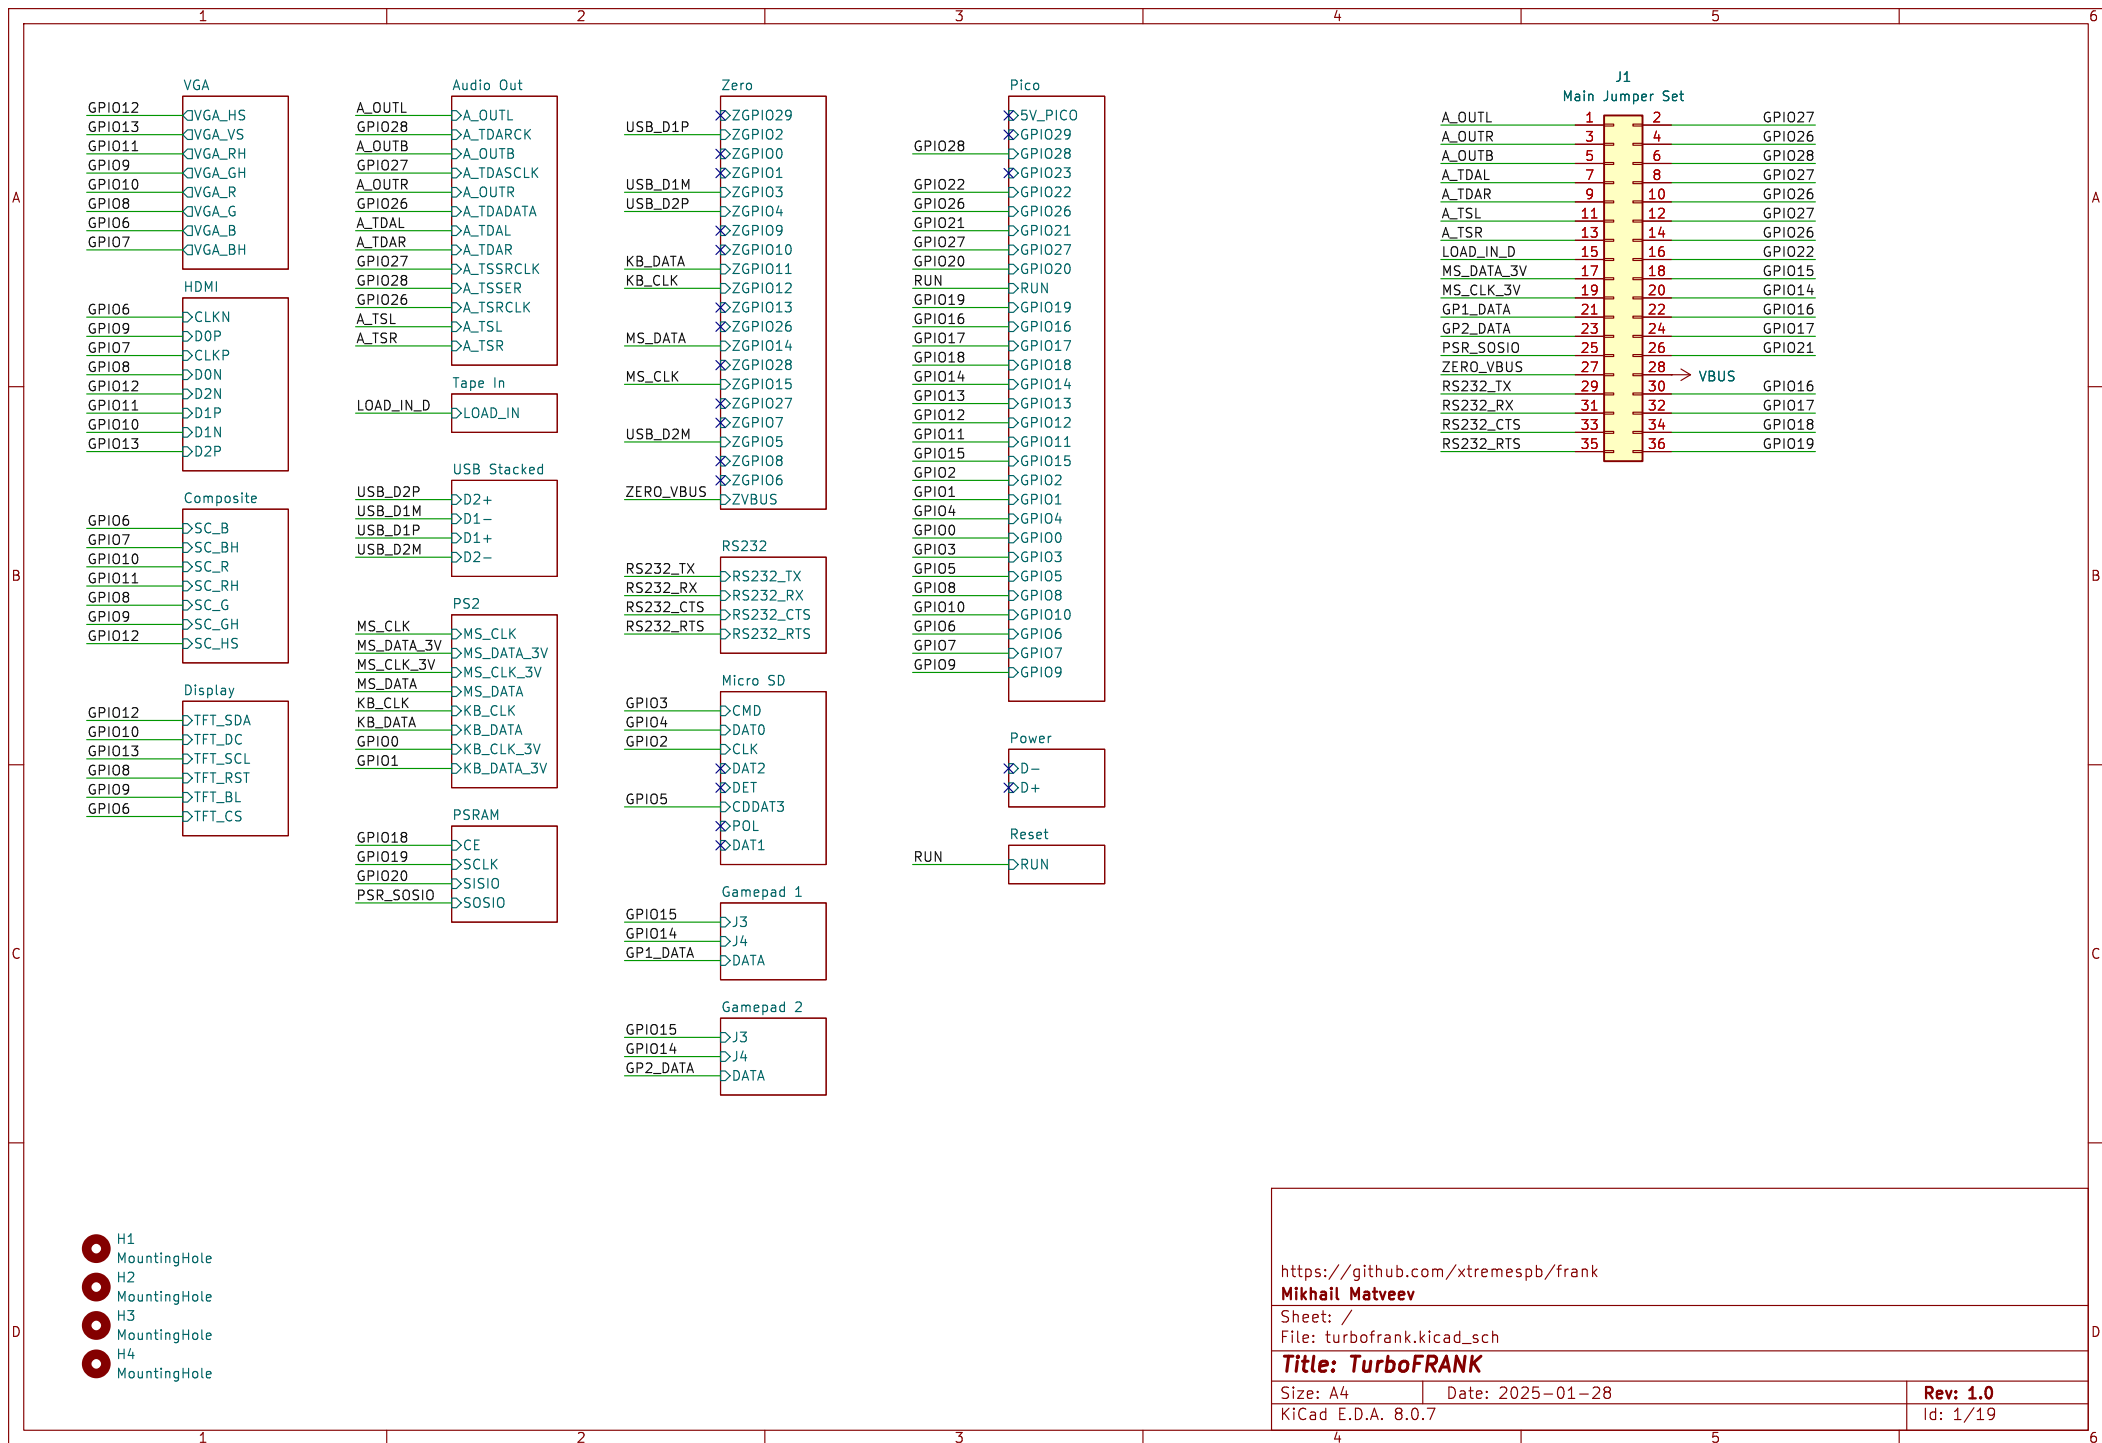 1 2 3 4 5 6
A
B
C
D
VGA
GPIO12 VGA_HS
GPIO13 VGA_VS
GPIO11 VGA_RH
GPIO9 VGA_GH
GPIO10 VGA_R
GPIO8 VGA_G
GPIO6 VGA_B
GPIO7 VGA_BH
HDMI
GPIO6 CLKN
GPIO9 D0P
GPIO7 CLKP
GPIO8 D0N
GPIO12 D2N
GPIO11 D1P
GPIO10 D1N
GPIO13 D2P
Composite
GPIO6 SC_B
GPIO7 SC_BH
GPIO10 SC_R
GPIO11 SC_RH
GPIO8 SC_G
GPIO9 SC_GH
GPIO12 SC_HS
Display
GPIO12 TFT_SDA
GPIO10 TFT_DC
GPIO13 TFT_SCL
GPIO8 TFT_RST
GPIO9 TFT_BL
GPIO6 TFT_CS
Audio Out
A_OUTL A_OUTL
GPIO28 A_TDARCK
A_OUTB A_OUTB
GPIO27 A_TDASCLK
A_OUTR A_OUTR
GPIO26 A_TDADATA
A_TDAL A_TDAL
A_TDAR A_TDAR
GPIO27 A_TSSRCLK
GPIO28 A_TSSER
GPIO26 A_TSRCLK
A_TSL A_TSL
A_TSR A_TSR
Tape In
LOAD_IN_D LOAD_IN
USB Stacked
USB_D2P D2+
USB_D1M D1-
USB_D1P D1+
USB_D2M D2-
PS2
MS_CLK MS_CLK
MS_DATA_3V MS_DATA_3V
MS_CLK_3V MS_CLK_3V
MS_DATA MS_DATA
KB_CLK KB_CLK
KB_DATA KB_DATA
GPIO0 KB_CLK_3V
GPIO1 KB_DATA_3V
PSRAM
GPIO18 CE
GPIO19 SCLK
GPIO20 SISIO
PSR_SOSIO SOSIO
Zero
ZGPIO29
USB_D1P ZGPIO2
ZGPIO0
ZGPIO1
USB_D1M ZGPIO3
USB_D2P ZGPIO4
ZGPIO9
ZGPIO10
KB_DATA ZGPIO11
KB_CLK ZGPIO12
ZGPIO13
ZGPIO26
MS_DATA ZGPIO14
ZGPIO28
MS_CLK ZGPIO15
ZGPIO27
ZGPIO7
USB_D2M ZGPIO5
ZGPIO8
ZGPIO6
ZERO_VBUS ZVBUS
RS232
RS232_TX RS232_TX
RS232_RX RS232_RX
RS232_CTS RS232_CTS
RS232_RTS RS232_RTS
Micro SD
GPIO3 CMD
GPIO4 DAT0
GPIO2 CLK
DAT2
DET
GPIO5 CDDAT3
POL
DAT1
Gamepad 1
GPIO15 J3
GPIO14 J4
GP1_DATA DATA
Gamepad 2
GPIO15 J3
GPIO14 J4
GP2_DATA DATA
Pico
5V_PICO
GPIO29
GPIO28 GPIO28
GPIO23
GPIO22 GPIO22
GPIO26 GPIO26
GPIO21 GPIO21
GPIO27 GPIO27
GPIO20 GPIO20
RUN RUN
GPIO19 GPIO19
GPIO16 GPIO16
GPIO17 GPIO17
GPIO18 GPIO18
GPIO14 GPIO14
GPIO13 GPIO13
GPIO12 GPIO12
GPIO11 GPIO11
GPIO15 GPIO15
GPIO2 GPIO2
GPIO1 GPIO1
GPIO4 GPIO4
GPIO0 GPIO0
GPIO3 GPIO3
GPIO5 GPIO5
GPIO8 GPIO8
GPIO10 GPIO10
GPIO6 GPIO6
GPIO7 GPIO7
GPIO9 GPIO9
Power
D-
D+
Reset
RUN RUN
J1
Main Jumper Set
A_OUTL 1 2 GPIO27
A_OUTR 3 4 GPIO26
A_OUTB 5 6 GPIO28
A_TDAL 7 8 GPIO27
A_TDAR 9 10 GPIO26
A_TSL 11 12 GPIO27
A_TSR 13 14 GPIO26
LOAD_IN_D 15 16 GPIO22
MS_DATA_3V 17 18 GPIO15
MS_CLK_3V 19 20 GPIO14
GP1_DATA 21 22 GPIO16
GP2_DATA 23 24 GPIO17
PSR_SOSIO 25 26 GPIO21
ZERO_VBUS 27 28 VBUS
RS232_TX 29 30 GPIO16
RS232_RX 31 32 GPIO17
RS232_CTS 33 34 GPIO18
RS232_RTS 35 36 GPIO19
A
B
C
D
H1
MountingHole
H2
MountingHole
H3
MountingHole
H4
MountingHole
https://github.com/xtremespb/frank
Mikhail Matveev
Sheet: /
File: turbofrank.kicad_sch
Title: TurboFRANK
Size: A4 Date: 2025-01-28 Rev: 1.0
KiCad E.D.A. 8.0.7 Id: 1/19
1 2 3 4 5 6